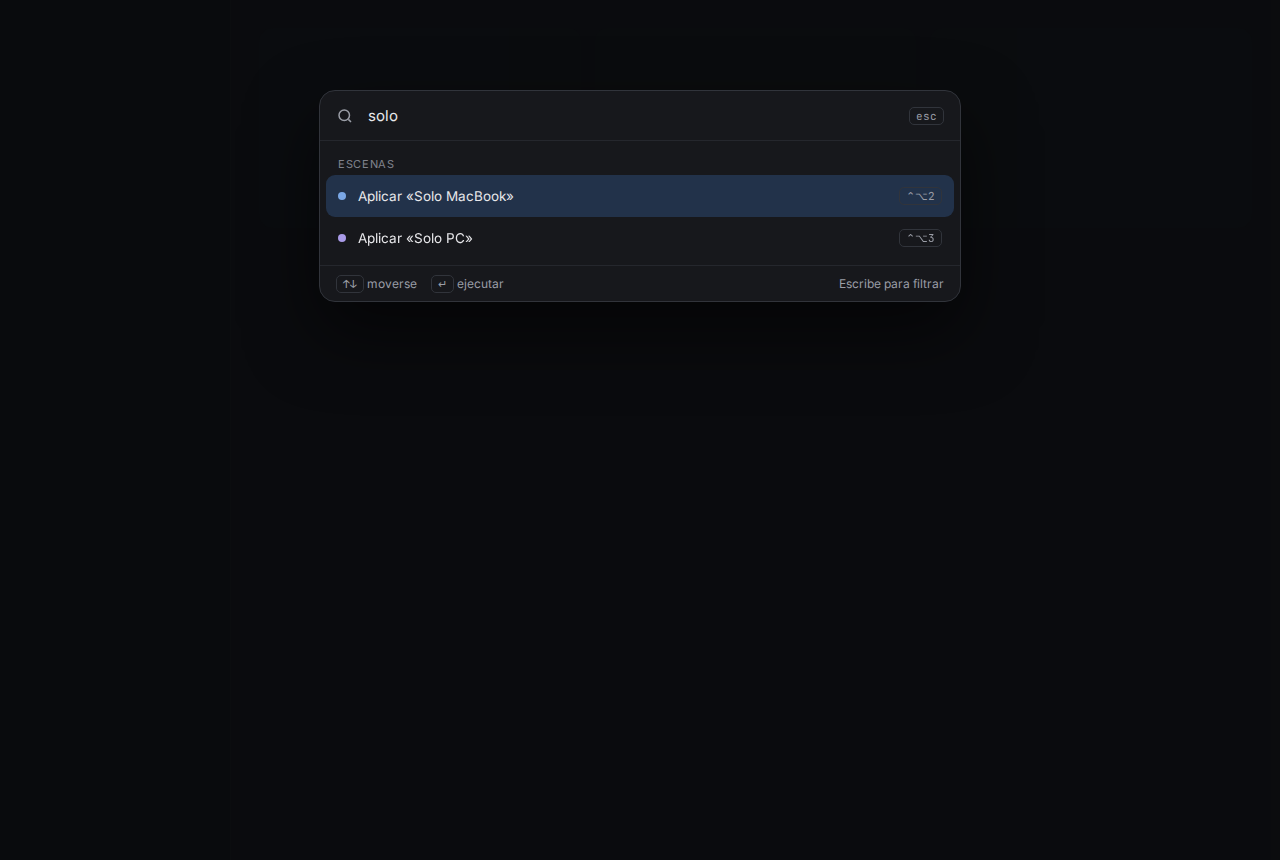 solo esc
ESCENAS
Aplicar «Solo MacBook» ⌃⌥2
Aplicar «Solo PC» ⌃⌥3
↑↓ moverse ↵ ejecutar Escribe para filtrar